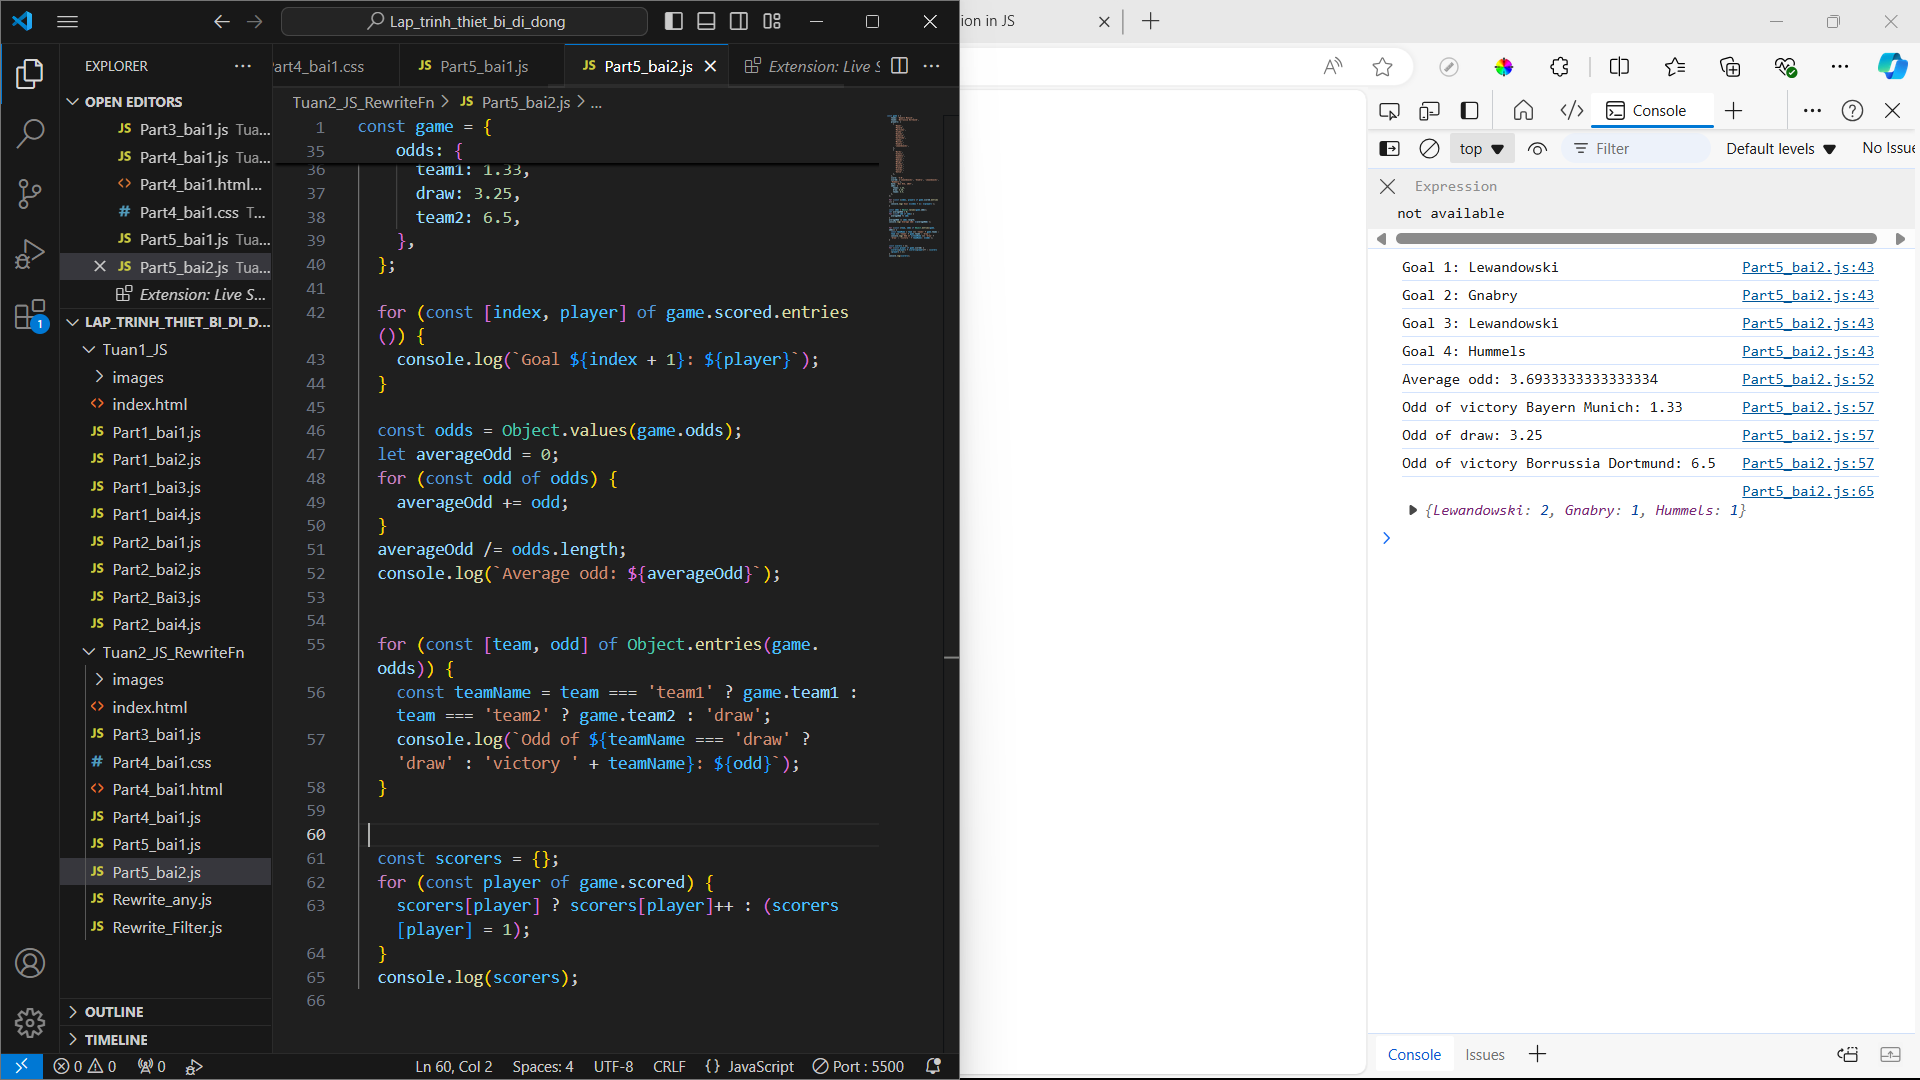 Lap_trinh_thiet_bi_di_dong
EXPLORER
OPEN EDITORS
Part3_bai1.js Tua...
Part4_bai1.js Tua...
Part4_bai1.html...
Part4_bai1.css T...
Part5_bai1.js Tua...
Part5_bai2.js Tua...
Extension: Live S...
LAP_TRINH_THIET_BI_DI_D...
Tuan1_JS
images
index.html
Part1_bai1.js
Part1_bai2.js
Part1_bai3.js
Part1_bai4.js
Part2_bai1.js
Part2_bai2.js
Part2_Bai3.js
Part2_bai4.js
Tuan2_JS_RewriteFn
images
index.html
Part3_bai1.js
Part4_bai1.css
Part4_bai1.html
Part4_bai1.js
Part5_bai1.js
Part5_bai2.js
Rewrite_any.js
Rewrite_Filter.js
OUTLINE
TIMELINE
art4_bai1.css JS Part5_bai1.js JS Part5_bai2.js Extension: Live S
Tuan2_JS_RewriteFn > JS Part5_bai2.js > ...
1 const game = {
35 odds: {
36 team1: 1.33,
37 draw: 3.25,
38 team2: 6.5,
39 },
40 };
41
42 for (const [index, player] of game.scored.entries
()) {
43 console.log(`Goal ${index + 1}: ${player}`);
44 }
45
46 const odds = Object.values(game.odds);
47 let averageOdd = 0;
48 for (const odd of odds) {
49 averageOdd += odd;
50 }
51 averageOdd /= odds.length;
52 console.log(`Average odd: ${averageOdd}`);
53
54
55 for (const [team, odd] of Object.entries(game.
odds)) {
56 const teamName = team === 'team1' ? game.team1 :
team === 'team2' ? game.team2 : 'draw';
57 console.log(`Odd of ${teamName === 'draw' ?
'draw' : 'victory ' + teamName}: ${odd}`);
58 }
59
60
61 const scorers = {};
62 for (const player of game.scored) {
63 scorers[player] ? scorers[player]++ : (scorers
[player] = 1);
64 }
65 console.log(scorers);
66
0 0 0 Ln 60, Col 2 Spaces: 4 UTF-8 CRLF {} JavaScript Port : 5500
ion in JS
Console
top Filter Default levels No Issue
Expression
not available
Goal 1: Lewandowski Part5_bai2.js:43
Goal 2: Gnabry Part5_bai2.js:43
Goal 3: Lewandowski Part5_bai2.js:43
Goal 4: Hummels Part5_bai2.js:43
Average odd: 3.6933333333333334 Part5_bai2.js:52
Odd of victory Bayern Munich: 1.33 Part5_bai2.js:57
Odd of draw: 3.25 Part5_bai2.js:57
Odd of victory Borrussia Dortmund: 6.5 Part5_bai2.js:57
Part5_bai2.js:65
{Lewandowski: 2, Gnabry: 1, Hummels: 1}
Console Issues